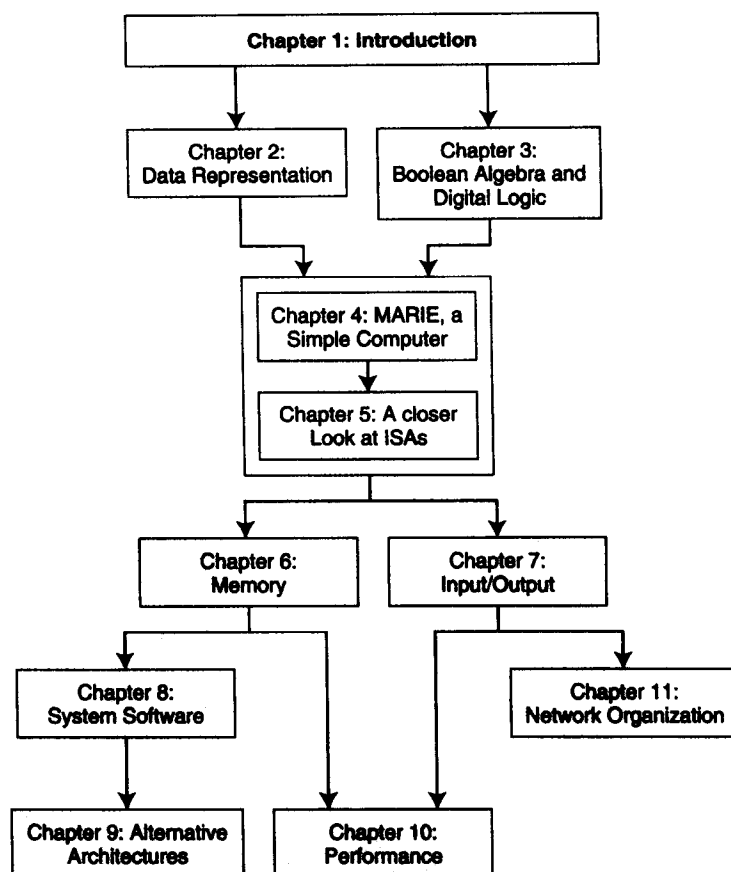 Chapter 1: Introduction
Chapter 2:
Data Representation
Chapter 3:
Boolean Algebra and
Digital Logic
Chapter 4: MARIE, a
Simple Computer
Chapter 5: A closer
Look at ISAs
Chapter 6:
Memory
Chapter 7:
Input/Output
Chapter 8:
System Software
Chapter 11:
Network Organization
Chapter 9: Alternative
Architectures
Chapter 10:
Performance